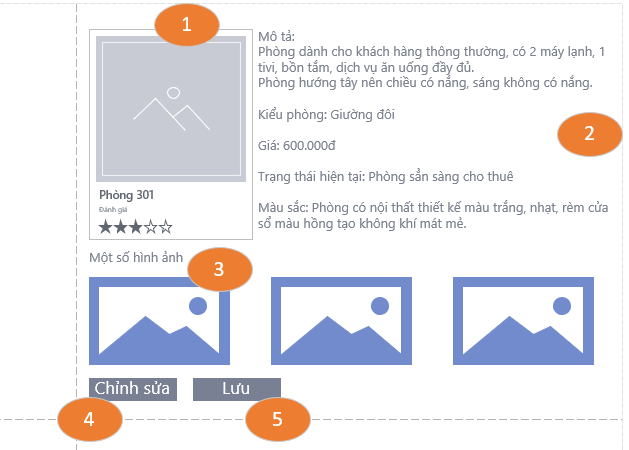 1
Mô tả:
Phòng dành cho khách hàng thông thường, có 2 máy lạnh, 1
tivi, bồn tắm, dịch vụ ăn uống đầy đủ.
Phòng hướng tây nên chiều có nắng, sáng không có nắng.
2
Kiểu phòng: Giường đôi
Giá: 600.000đ
Trạng thái hiện tại: Phòng sẳn sàng cho thuê
Màu sắc: Phòng có nội thất thiết kế màu trắng, nhạt, rèm cửa
sổ màu hồng tạo không khí mát mẻ.
Phòng 301
Đánh giá
Một số hình ảnh
3
Chỉnh sửa
Lưu
4
5